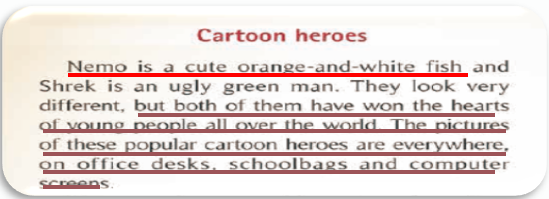 Cartoon heroes
Nemo is a cute orange-and-white fish and
Shrek is an ugly green man. They look very
different, but both of them have won the hearts
of young people all over the world. The pictures
of these popular cartoon heroes are everywhere,
on office desks, schoolbags and computer
screens.